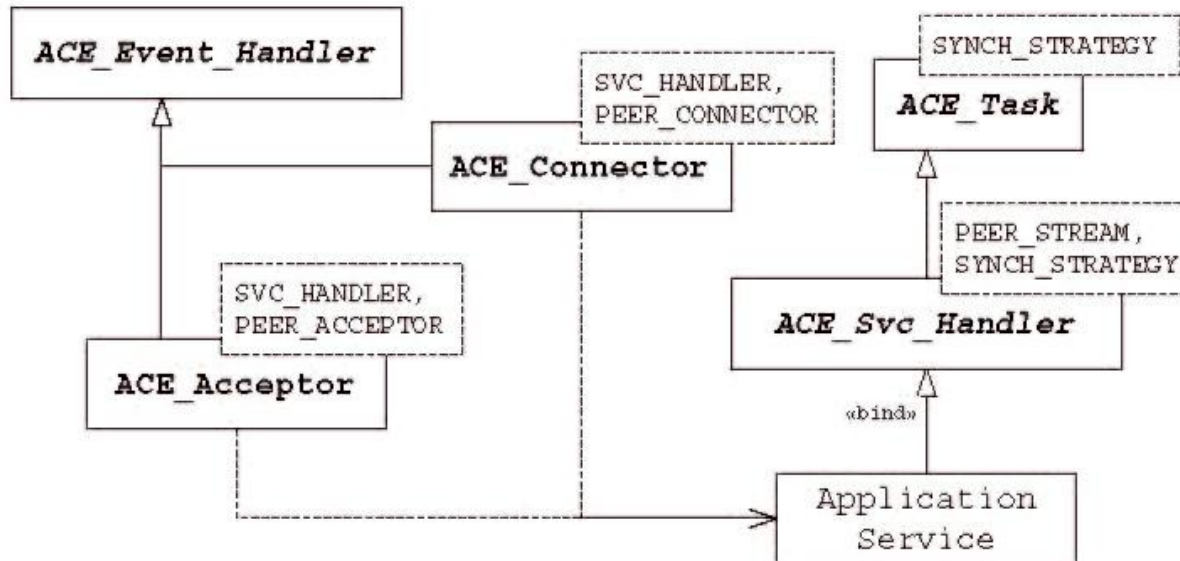 ACE_Event_Handler
SYNCH_STRATEGY
ACE_Task
SVC_HANDLER,
PEER_CONNECTOR
ACE_Connector
PEER_STREAM,
SYNCH_STRATEGY
ACE_Svc_Handler
SVC_HANDLER,
PEER_ACCEPTOR
ACE_Acceptor
«bind»
Application
Service